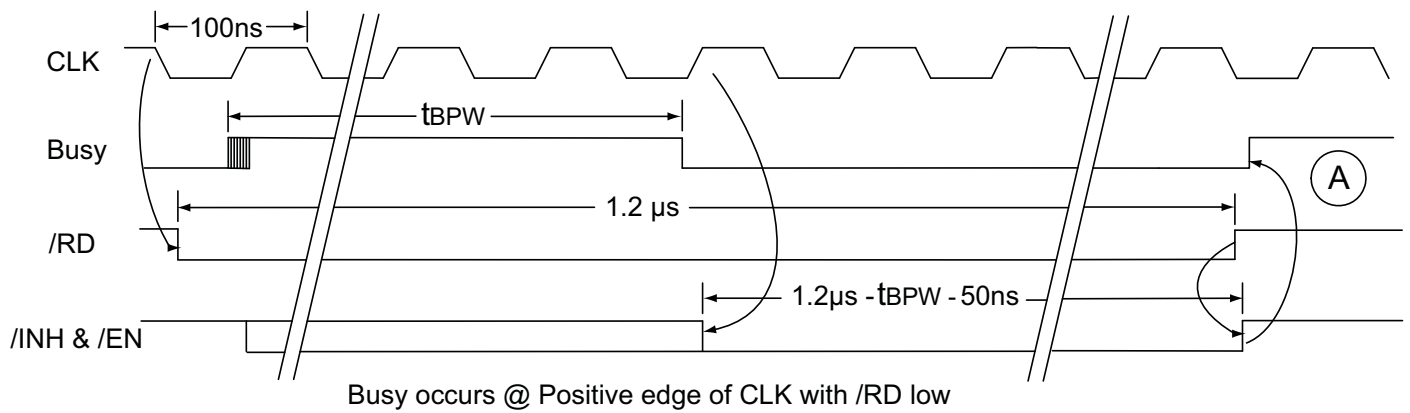 100ns
CLK
tBPW
Busy
A
1.2 µs
/RD
1.2µs - tBPW - 50ns
/INH & /EN
Busy occurs @ Positive edge of CLK with /RD low